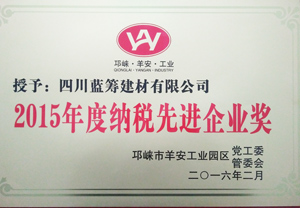 邛崃·羊安·工业
QIONGLAI·YANGAN·INDUSTRY
授予：四川蓝筹建材有限公司
2015年度纳税先进企业奖
邛崃市羊安工业园区 党工委
管委会
二〇一六年二月